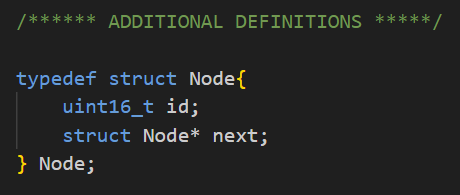 /****** ADDITIONAL DEFINITIONS *****/
typedef struct Node{
    uint16_t id;
    struct Node* next;
} Node;